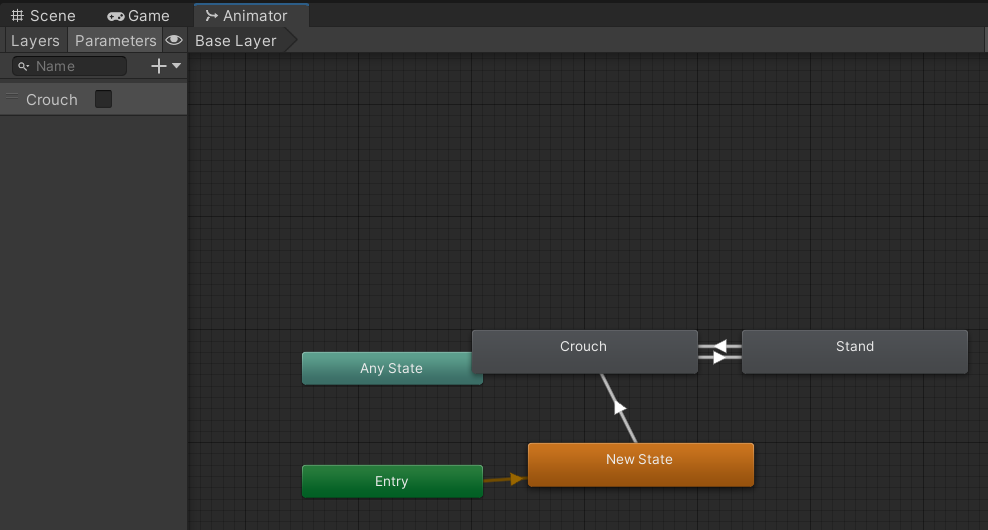 Scene Game Animator
Layers Parameters Base Layer
Name
Crouch
Crouch Stand
Any State
New State
Entry